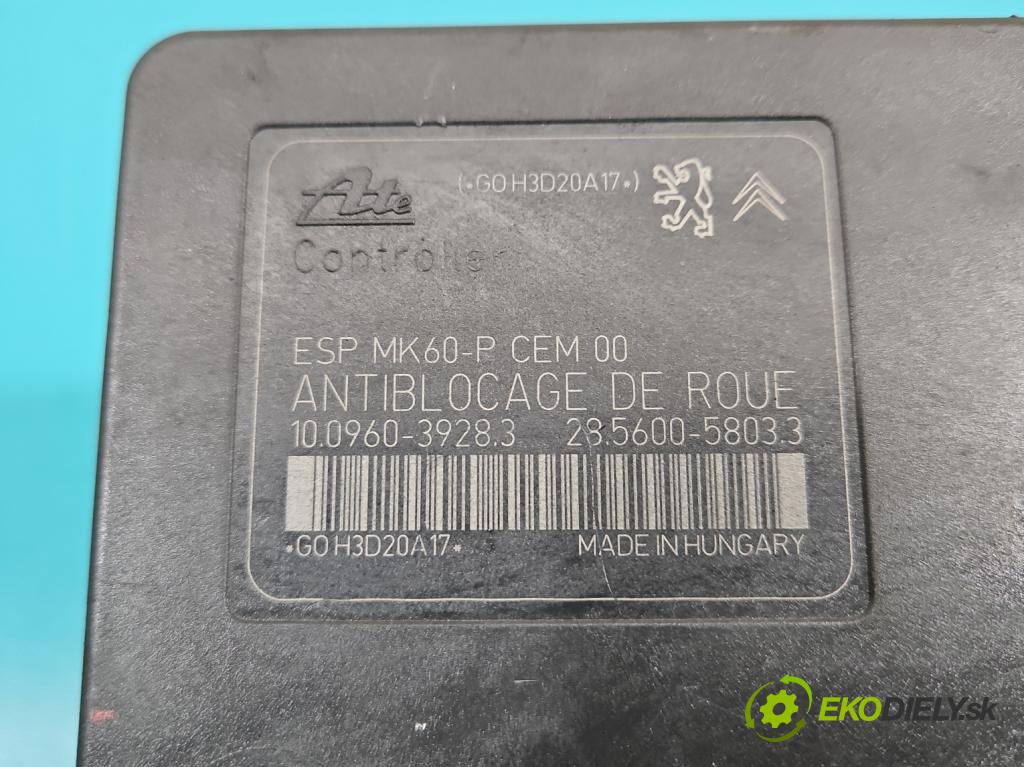 Ate (*GO H3D20A17*)
Controller
ESP MK60-P CEM 00
ANTIBLOCAGE DE ROUE
10.0960-3928.3 28.5600-5803.3
*GO H3D20A17* MADE IN HUNGARY
EKODIELY.sk